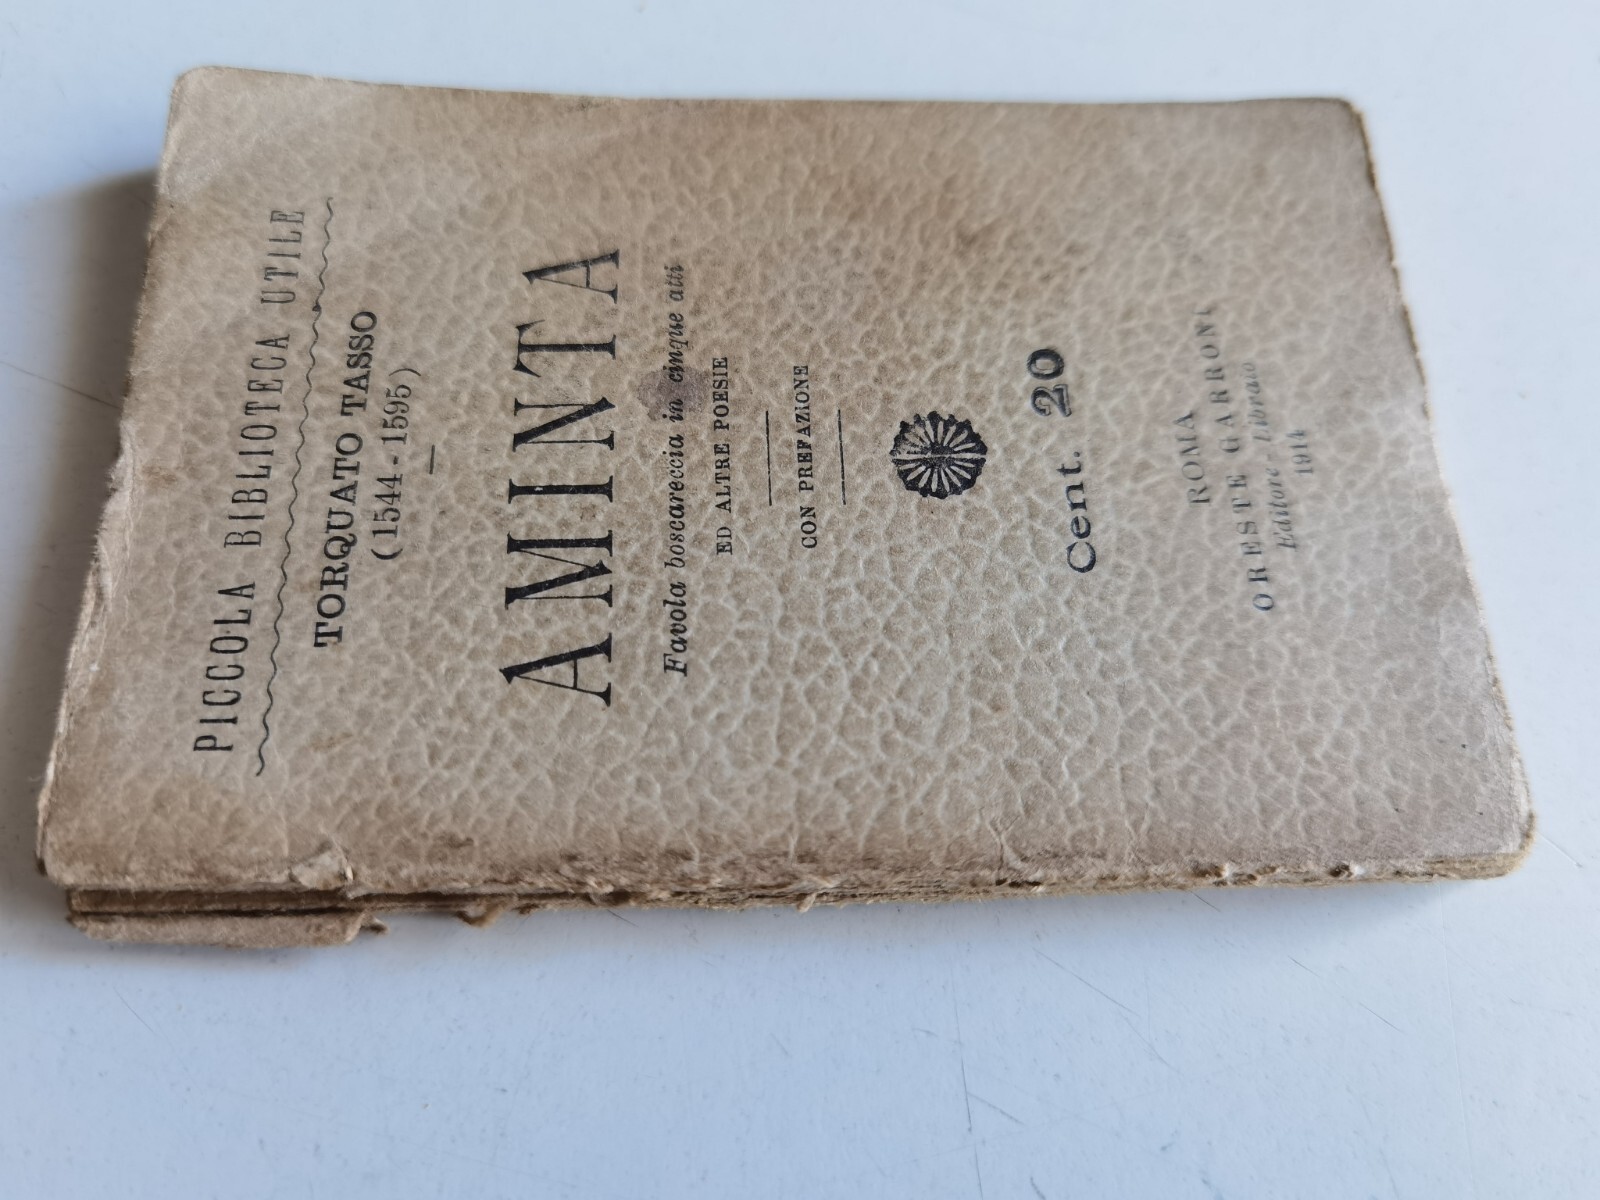 PICCOLA BIBLIOTECA UTILE
TORQUATO TASSO
(1544-1595)
AMINTA
Favola boscareccia in cinque atti
ED ALTRE POESIE
CON PREFAZIONE
Cent. 20
ROMA
ORESTE GARRONI
Editore-Libraio
1914